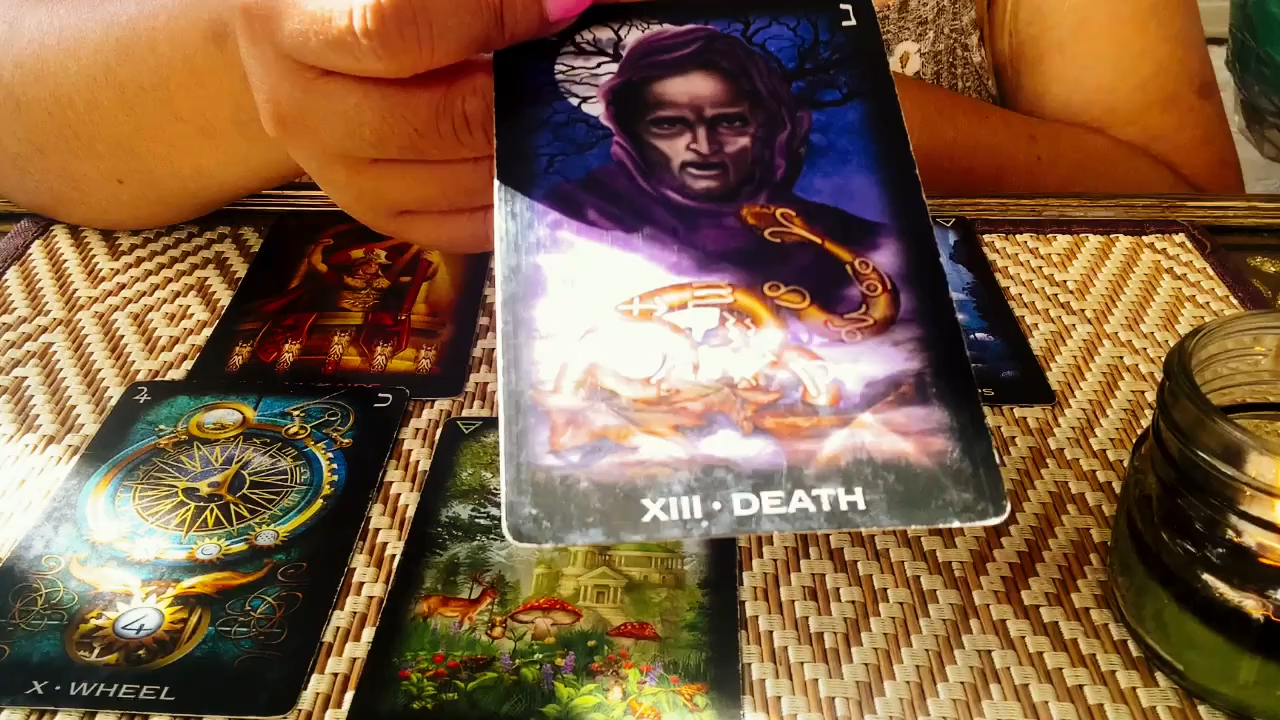 נ
XIII · DEATH
כ
X · WHEEL